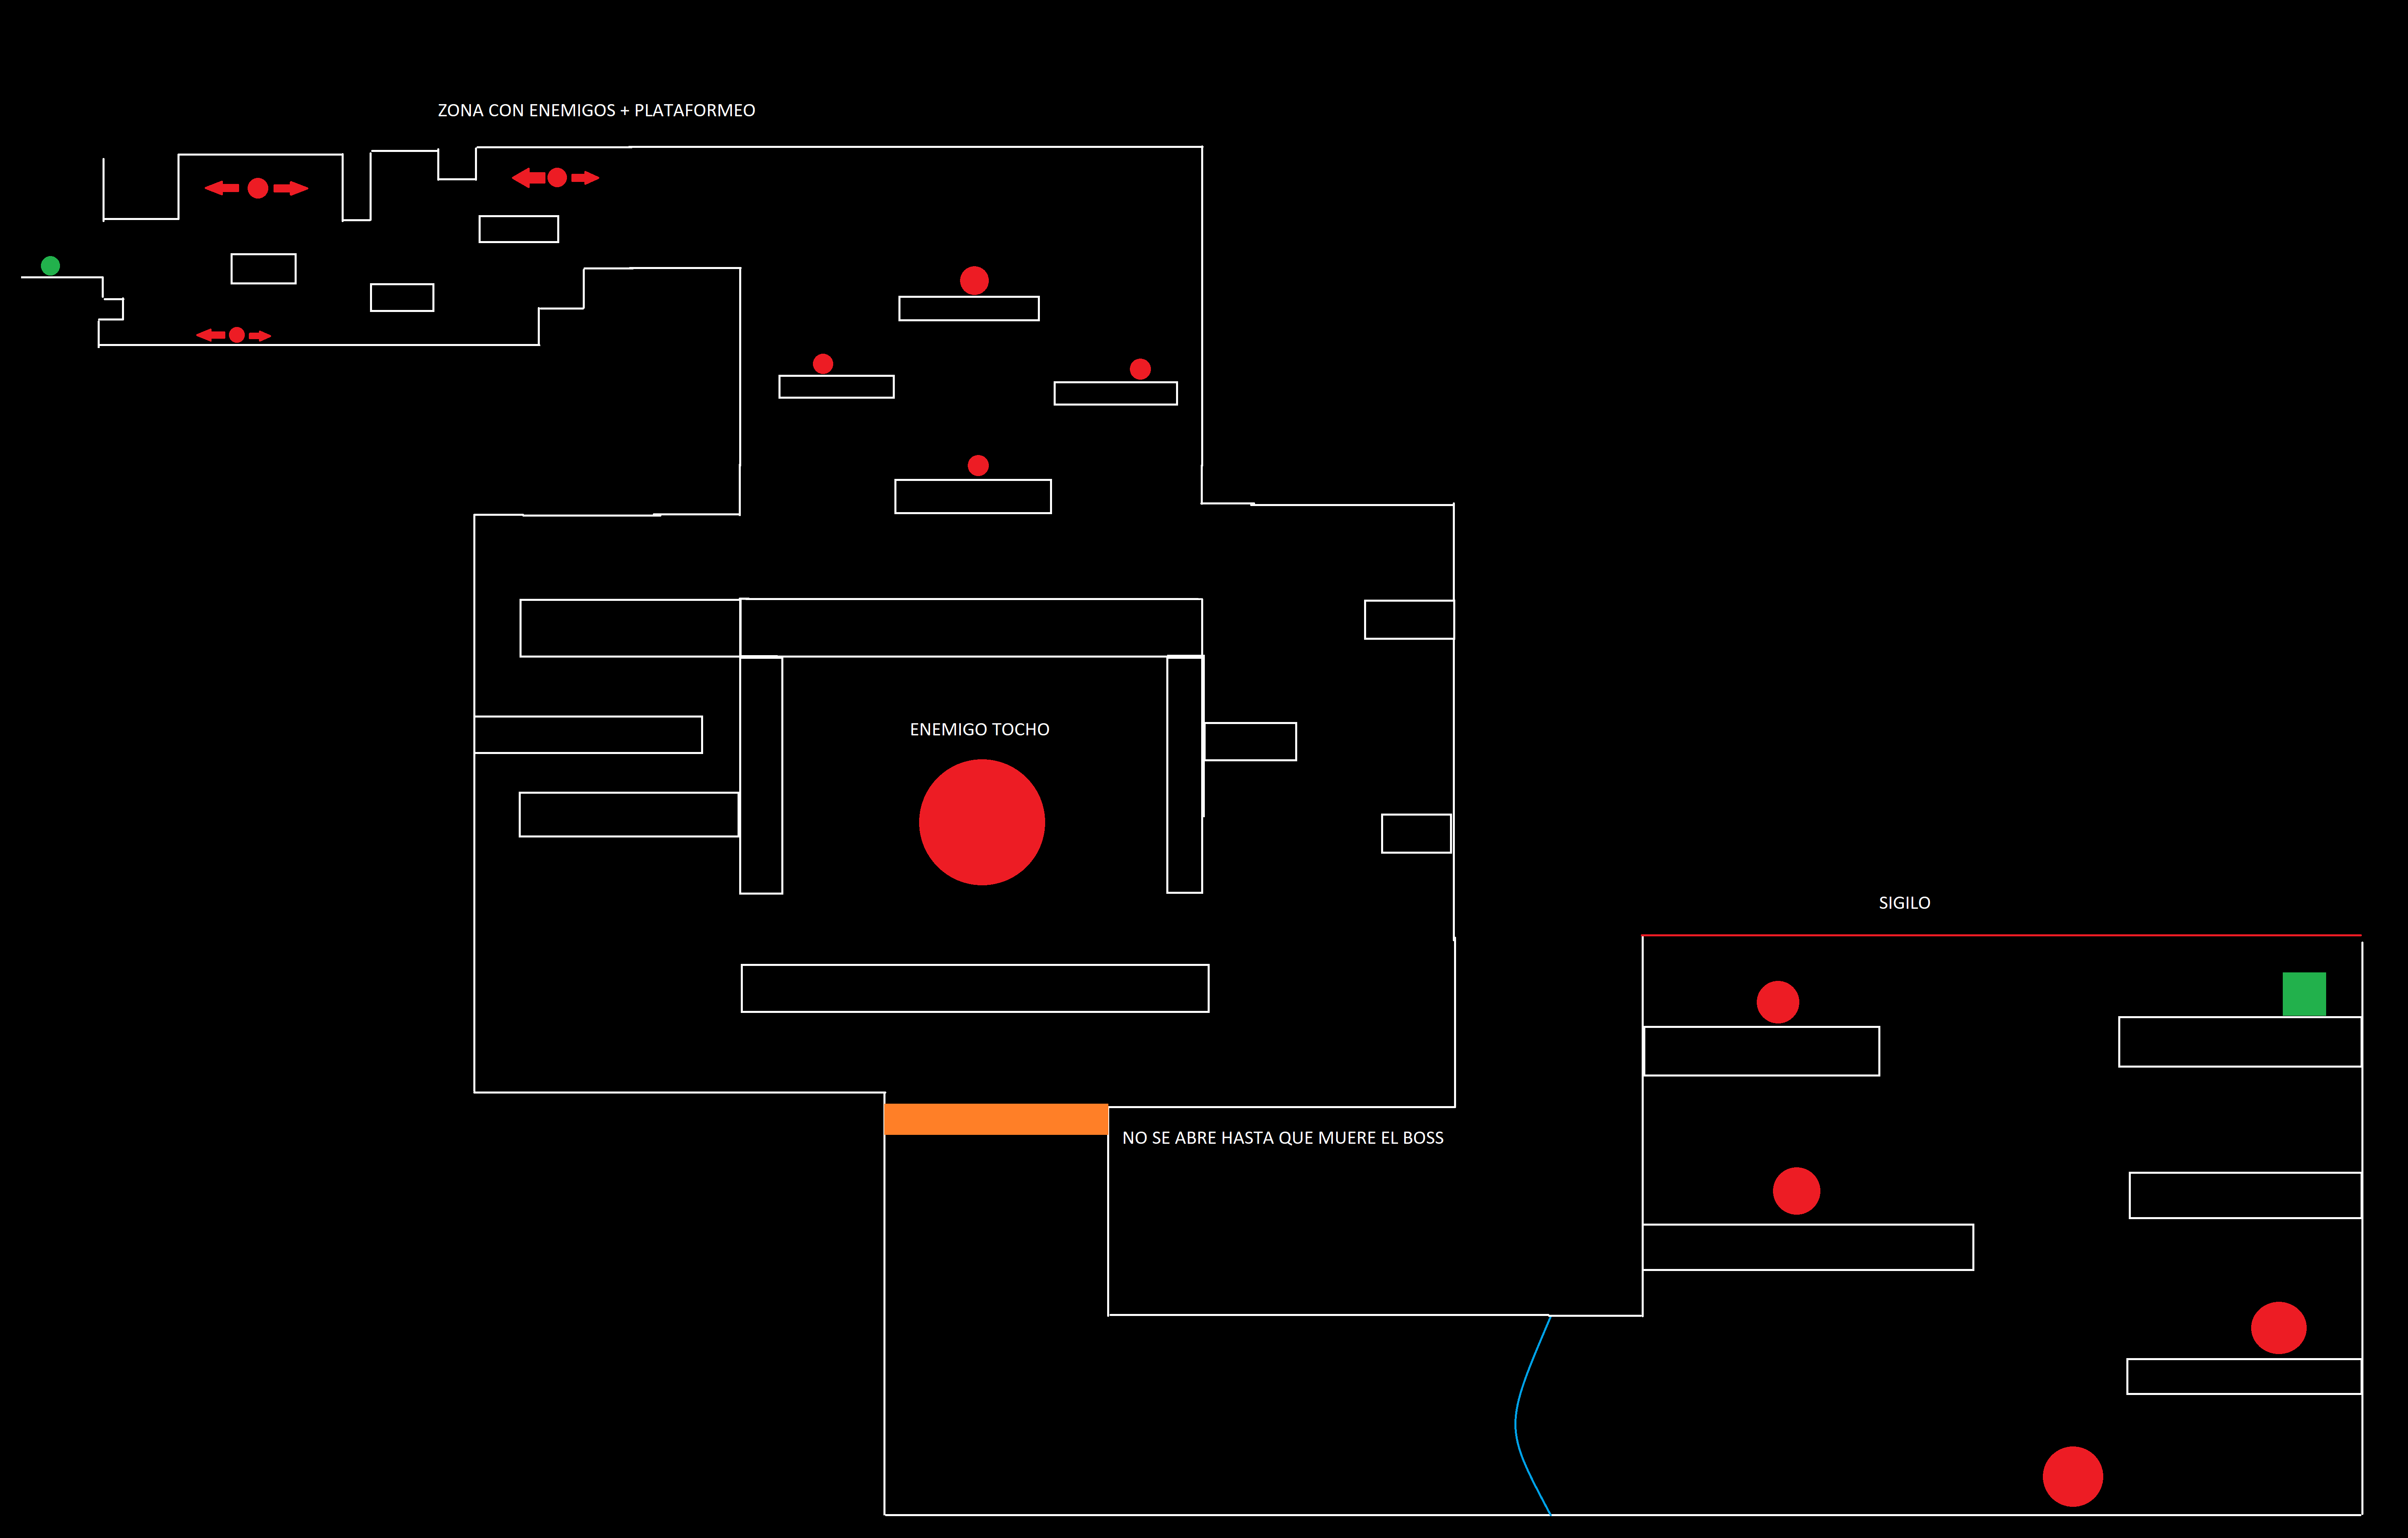 ZONA CON ENEMIGOS + PLATAFORMEO
ENEMIGO TOCHO
SIGILO
NO SE ABRE HASTA QUE MUERE EL BOSS